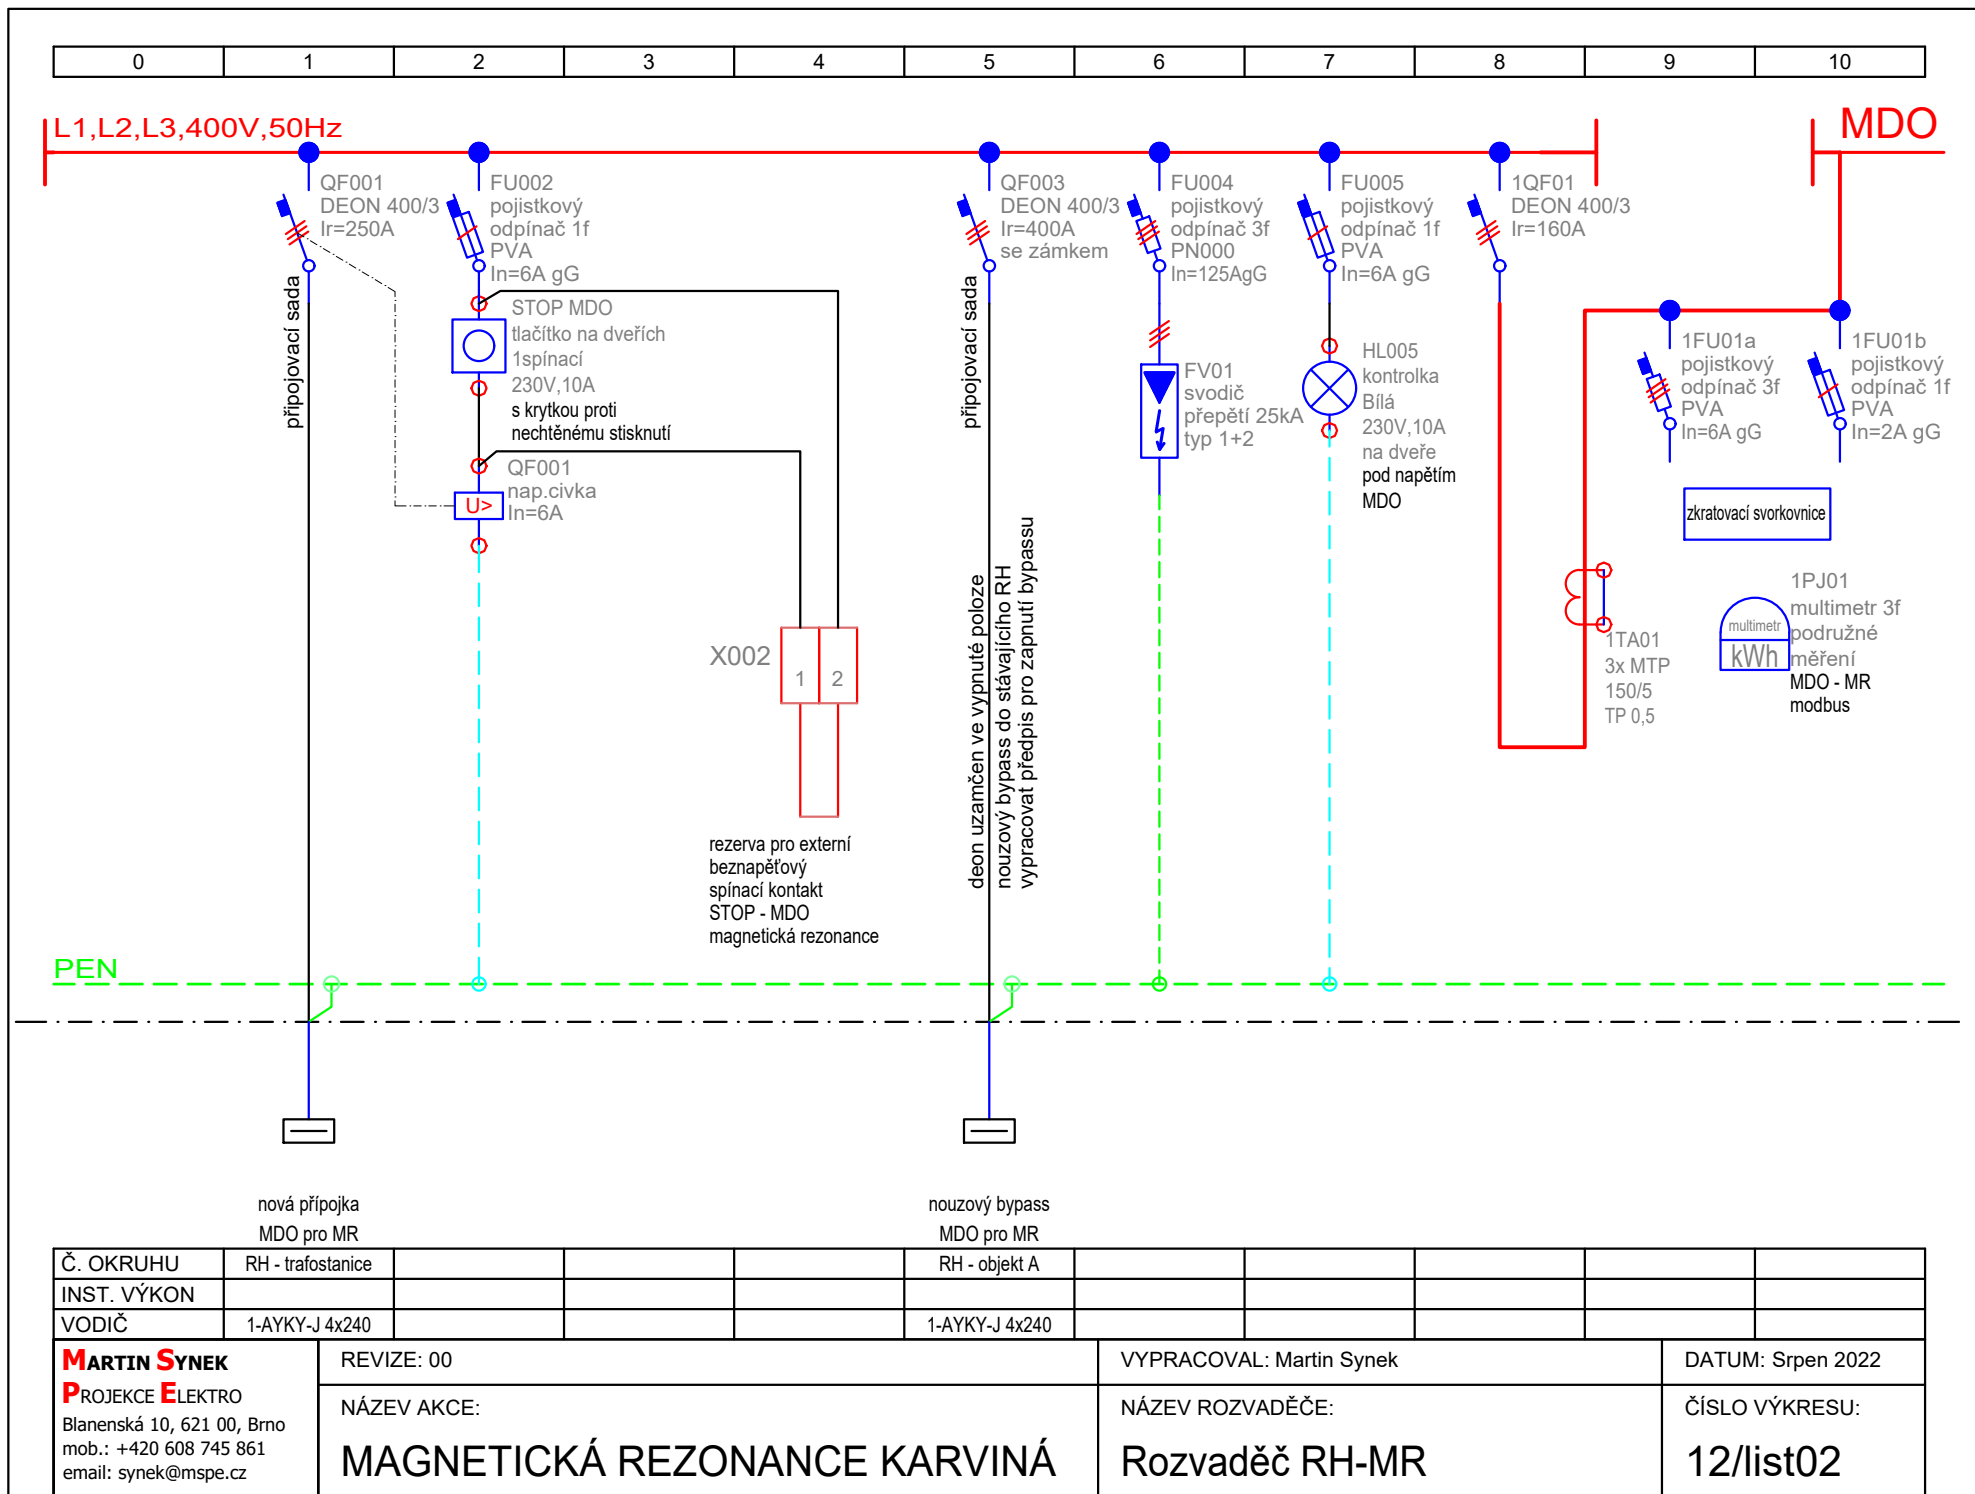 0 1 2 3 4 5 6 7 8 9 10
L1,L2,L3,400V,50Hz
MDO
QF001
DEON 400/3
Ir=250A
připojovací sada
FU002
pojistkový
odpínač 1f
PVA
In=6A gG
STOP MDO
tlačítko na dveřích
1spínací
230V,10A
s krytkou proti
nechtěnému stisknutí
QF001
nap.civka
In=6A
U>
X002
1 2
rezerva pro externí
beznapěťový
spínací kontakt
STOP - MDO
magnetická rezonance
QF003
DEON 400/3
Ir=400A
se zámkem
připojovací sada
deon uzamčen ve vypnuté poloze
nouzový bypass do stávajícího RH
vypracovat předpis pro zapnutí bypassu
FU004
pojistkový
odpínač 3f
PN000
In=125AgG
FV01
svodič
přepětí 25kA
typ 1+2
FU005
pojistkový
odpínač 1f
PVA
In=6A gG
HL005
kontrolka
Bílá
230V,10A
na dveře
pod napětím
MDO
1QF01
DEON 400/3
Ir=160A
1TA01
3x MTP
150/5
TP 0,5
1FU01a
pojistkový
odpínač 3f
PVA
In=6A gG
1FU01b
pojistkový
odpínač 1f
PVA
In=2A gG
zkratovací svorkovnice
multimetr
kWh
1PJ01
multimetr 3f
podružné
měření
MDO - MR
modbus
PEN
nová přípojka
MDO pro MR
nouzový bypass
MDO pro MR
Č. OKRUHU RH - trafostanice RH - objekt A
INST. VÝKON
VODIČ 1-AYKY-J 4x240 1-AYKY-J 4x240
MARTIN SYNEK
PROJEKCE ELEKTRO
Blanenská 10, 621 00, Brno
mob.: +420 608 745 861
email: synek@mspe.cz
REVIZE: 00
NÁZEV AKCE:
MAGNETICKÁ REZONANCE KARVINÁ
VYPRACOVAL: Martin Synek
NÁZEV ROZVADĚČE:
Rozvaděč RH-MR
DATUM: Srpen 2022
ČÍSLO VÝKRESU:
12/list02